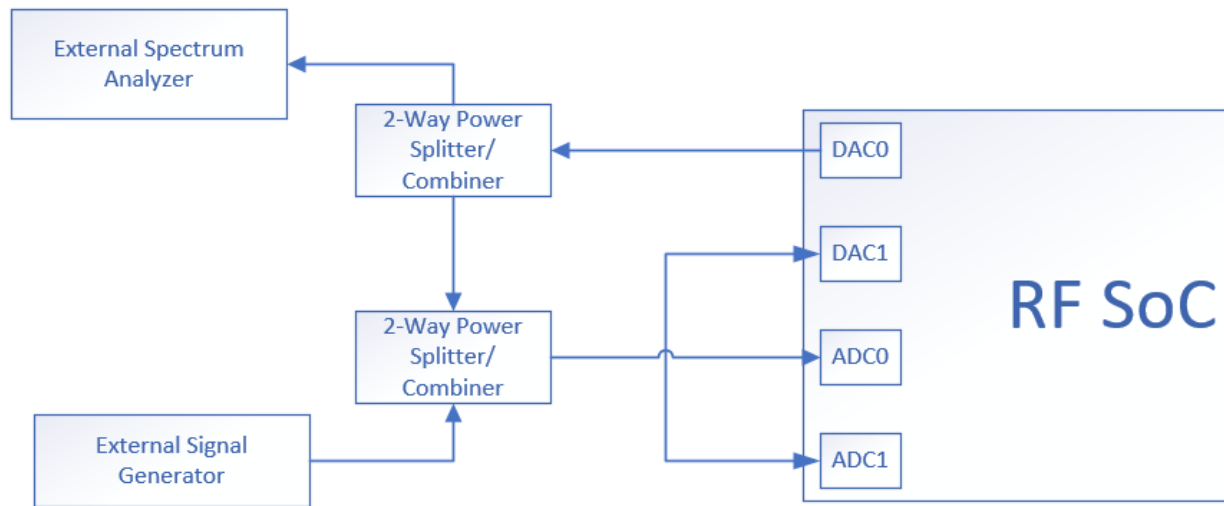 External Spectrum
Analyzer
2-Way Power
Splitter/
Combiner
DAC0
DAC1
RF SoC
2-Way Power
Splitter/
Combiner
ADC0
External Signal
Generator
ADC1